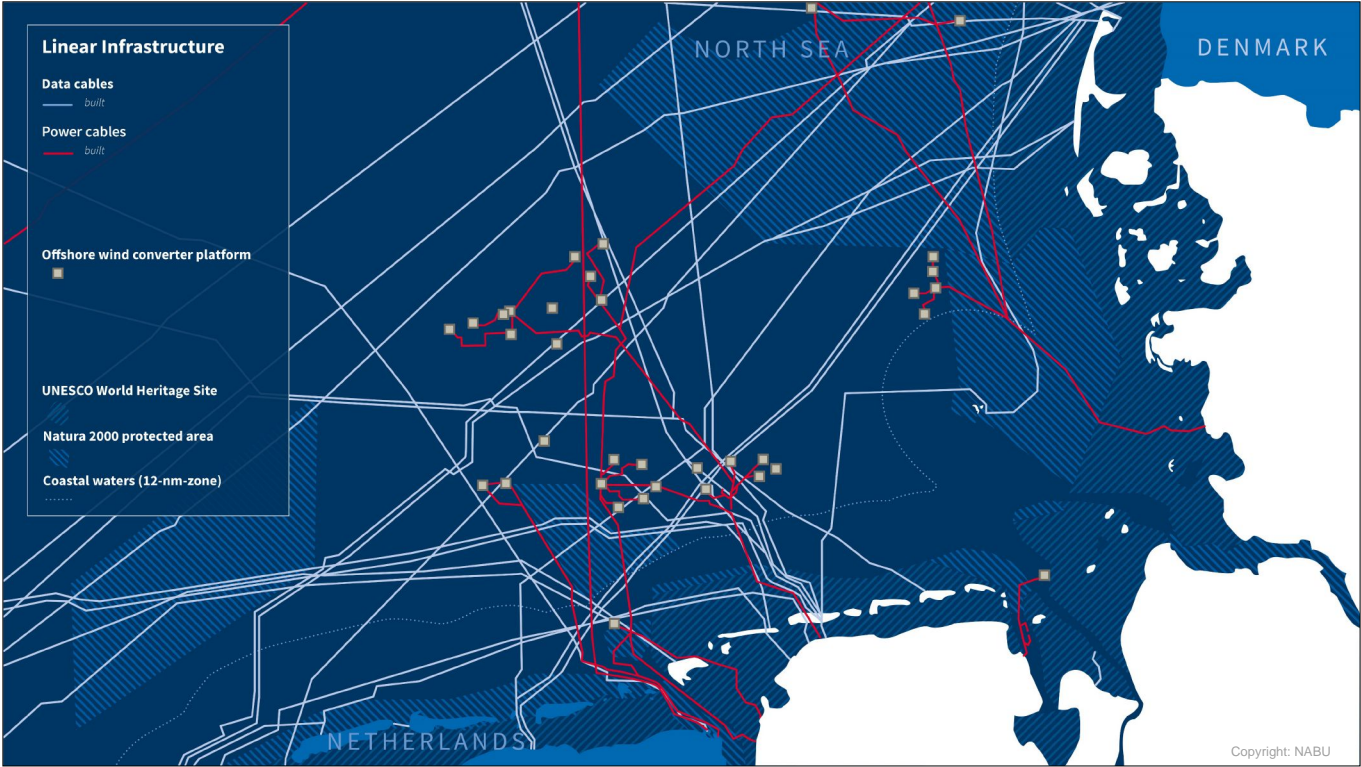 Linear Infrastructure
Data cables
built
Power cables
built
Offshore wind converter platform
UNESCO World Heritage Site
Natura 2000 protected area
Coastal waters (12-nm-zone)
NORTH SEA
DENMARK
NETHERLANDS
Copyright: NABU